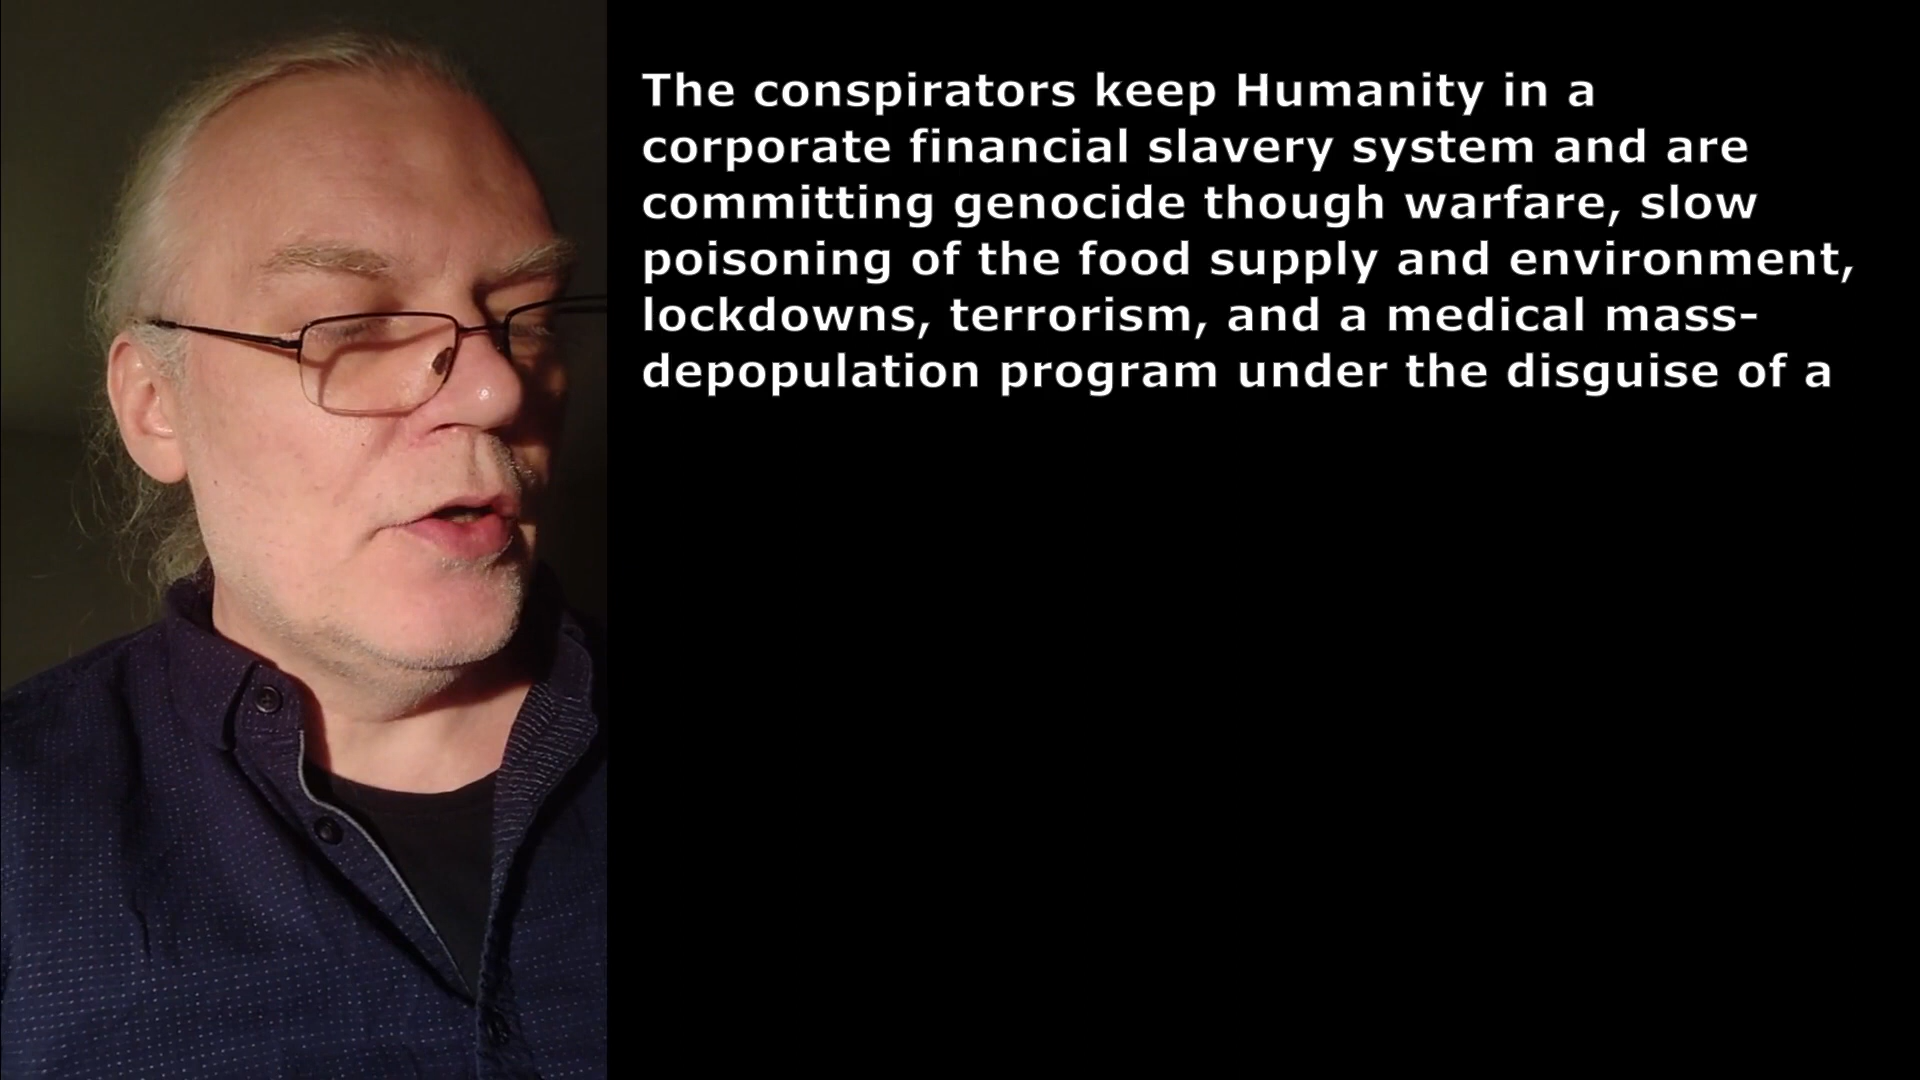 The conspirators keep Humanity in a
corporate financial slavery system and are
committing genocide though warfare, slow
poisoning of the food supply and environment,
lockdowns, terrorism, and a medical mass-
depopulation program under the disguise of a